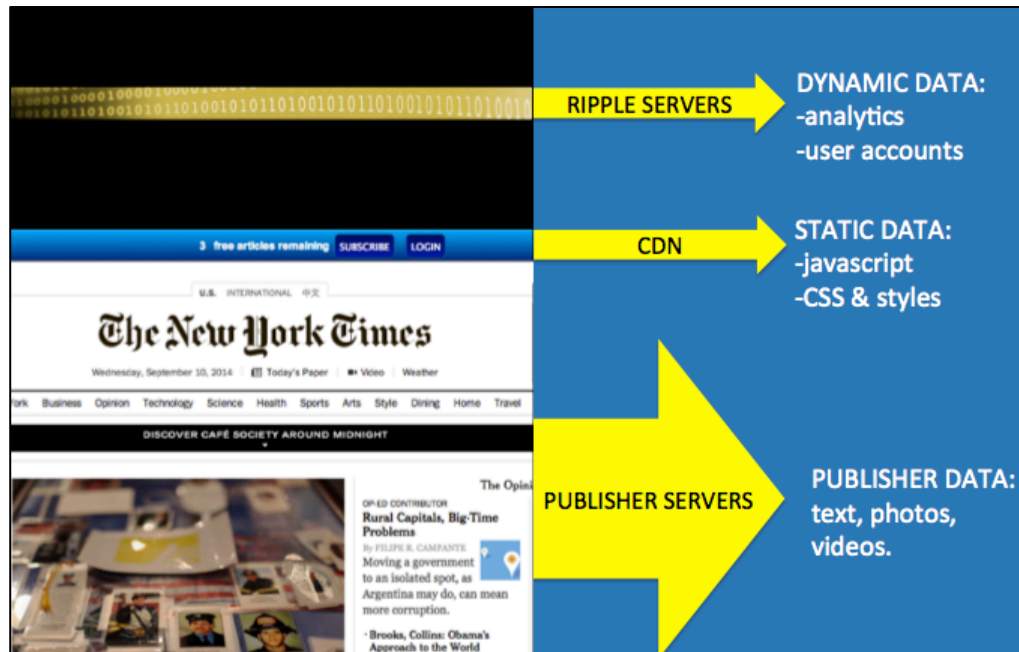 RIPPLE SERVERS
DYNAMIC DATA:
-analytics
-user accounts
3 free articles remaining SUBSCRIBE LOGIN
CDN
STATIC DATA:
-javascript
-CSS & styles
U.S. INTERNATIONAL 中文
The New York Times
Wednesday, September 10, 2014 Today's Paper Video Weather
Business Opinion Technology Science Health Sports Arts Style Dining Home Travel
DISCOVER CAFÉ SOCIETY AROUND MIDNIGHT
The Opini
OP-ED CONTRIBUTOR
Rural Capitals, Big-Time
Problems
By FILIPE R. CAMPANTE
Moving a government
to an isolated spot, as
Argentina may do, can mean
more corruption.
· Brooks, Collins: Obama's
Approach to the World
PUBLISHER SERVERS
PUBLISHER DATA:
text, photos,
videos.